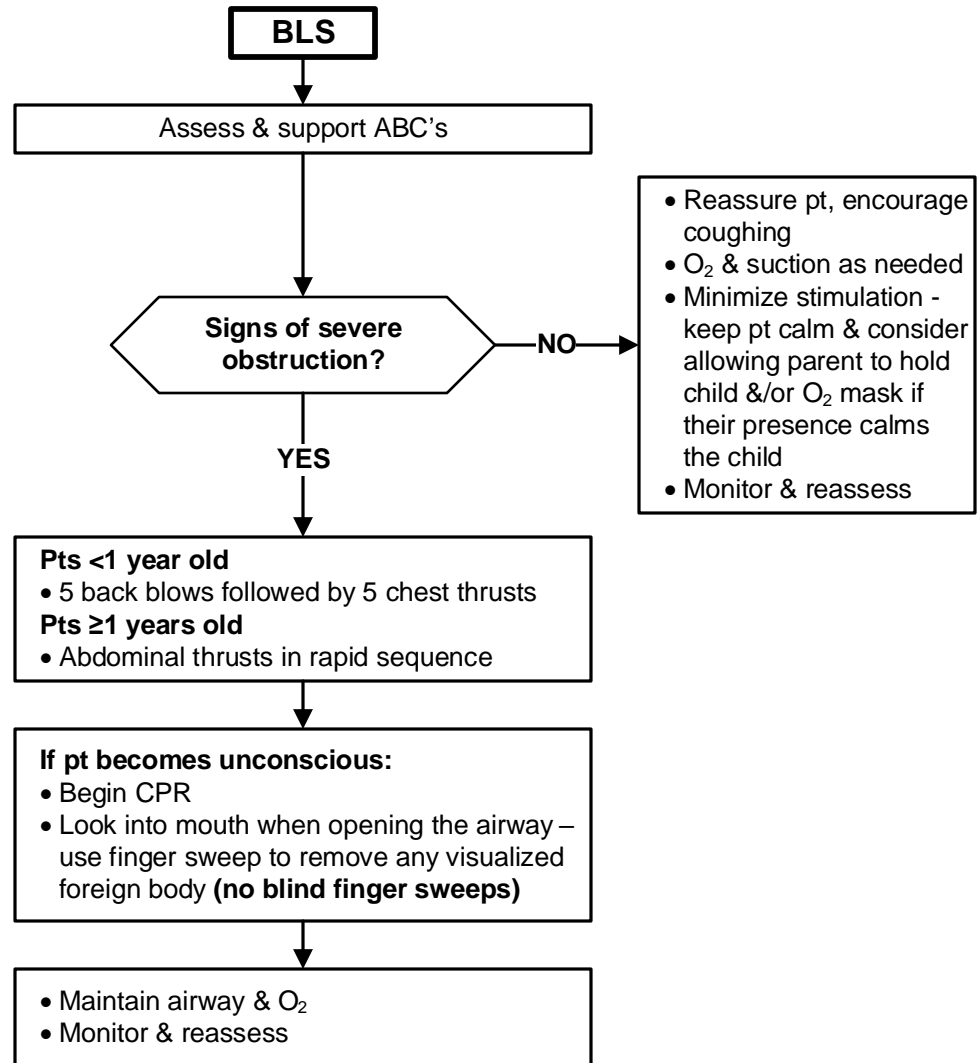 BLS
Assess & support ABC's
Signs of severe
obstruction?
NO
• Reassure pt, encourage
coughing
• O₂ & suction as needed
• Minimize stimulation -
keep pt calm & consider
allowing parent to hold
child &/or O₂ mask if
their presence calms
the child
• Monitor & reassess
YES
Pts <1 year old
• 5 back blows followed by 5 chest thrusts
Pts ≥1 years old
• Abdominal thrusts in rapid sequence
If pt becomes unconscious:
• Begin CPR
• Look into mouth when opening the airway –
use finger sweep to remove any visualized
foreign body (no blind finger sweeps)
• Maintain airway & O₂
• Monitor & reassess